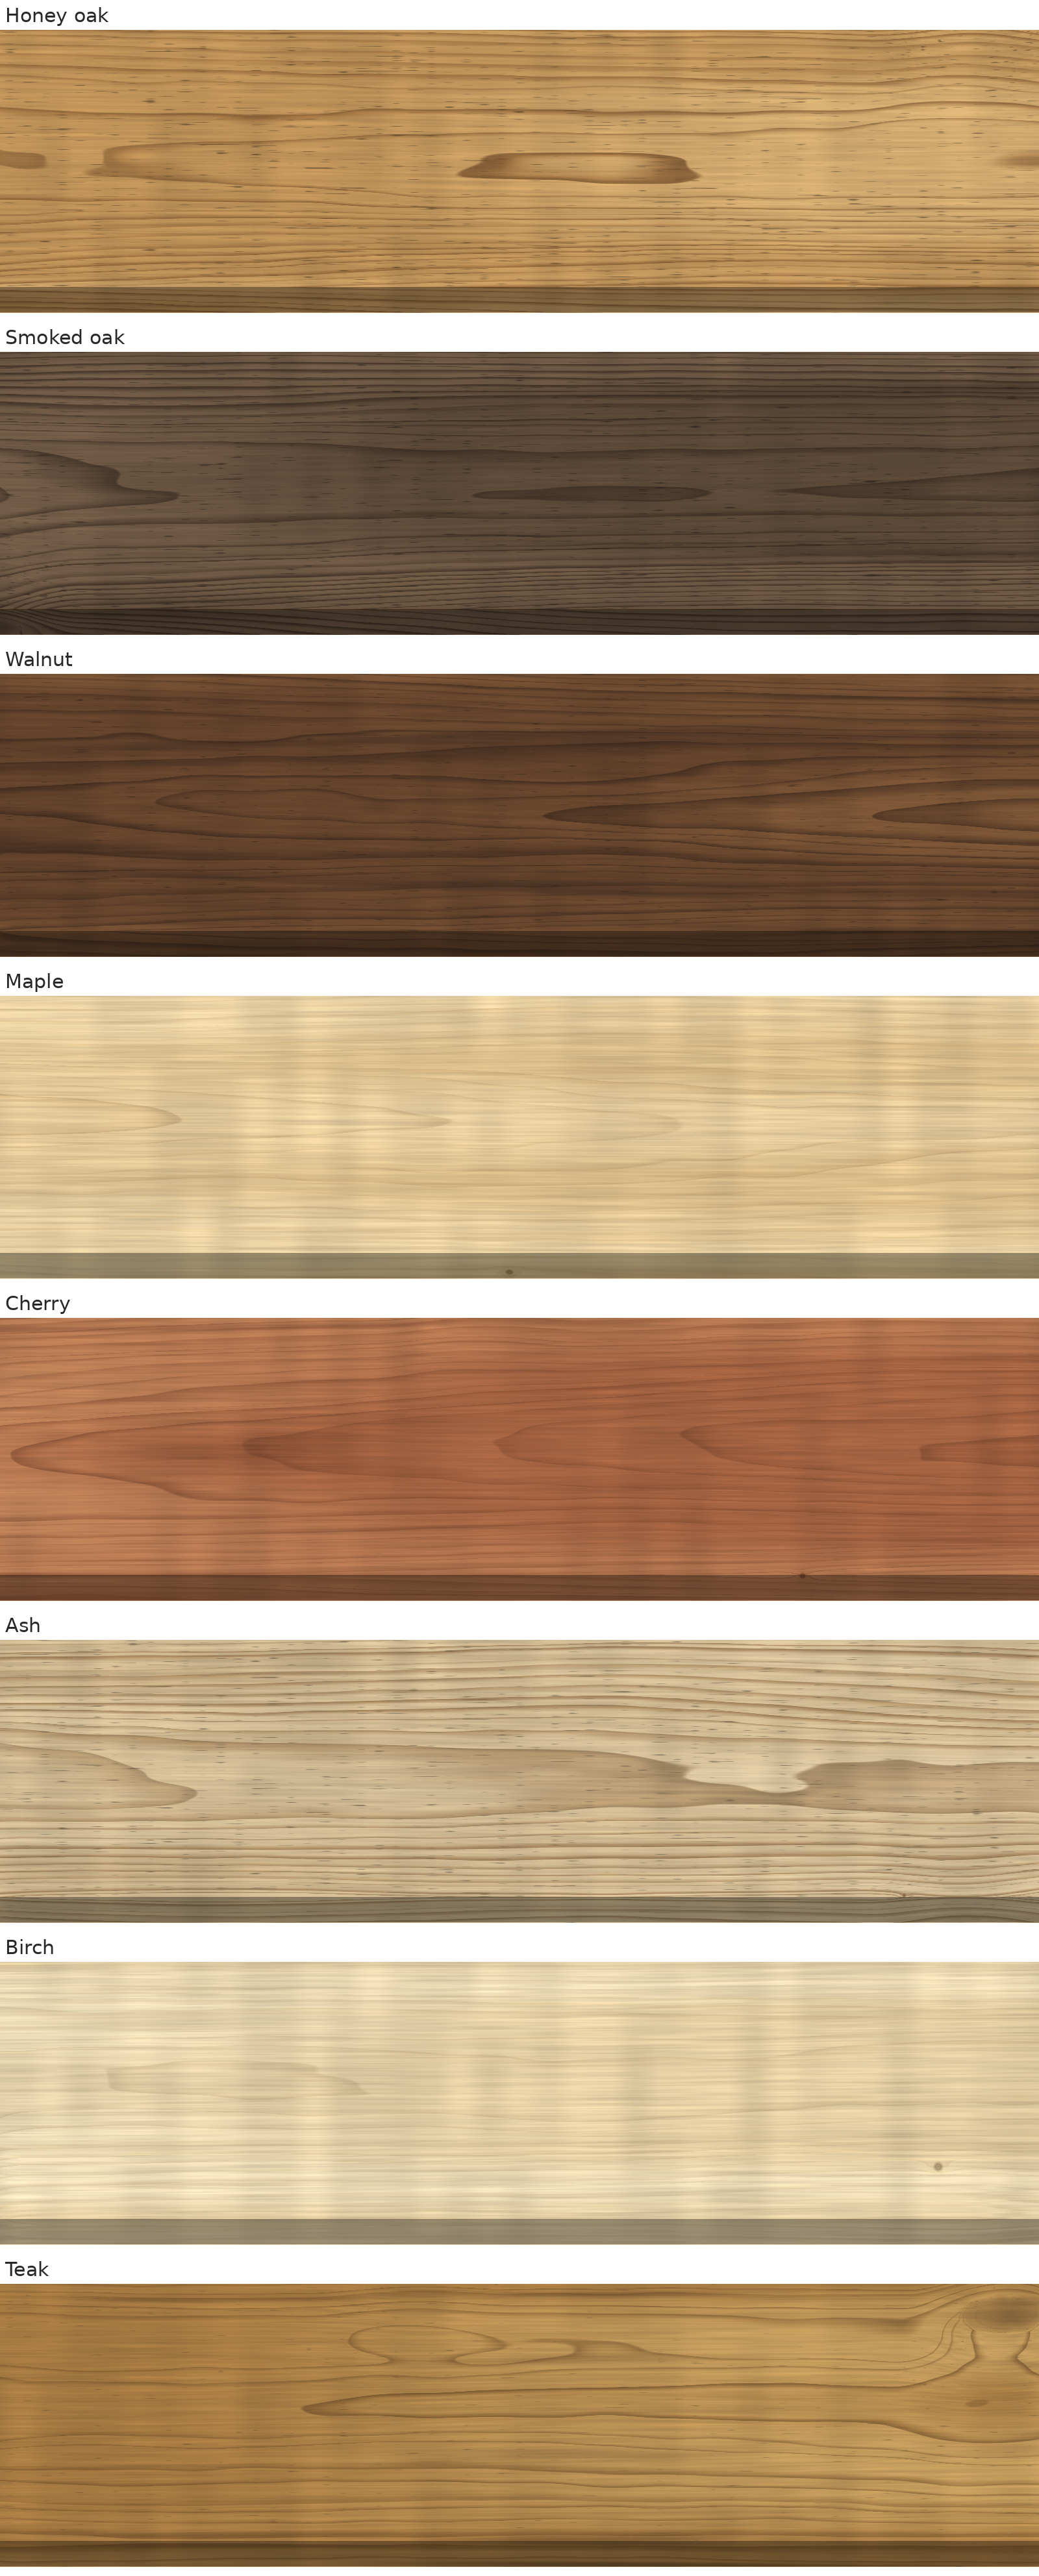 Honey oak
Smoked oak
Walnut
Maple
Cherry
Ash
Birch
Teak